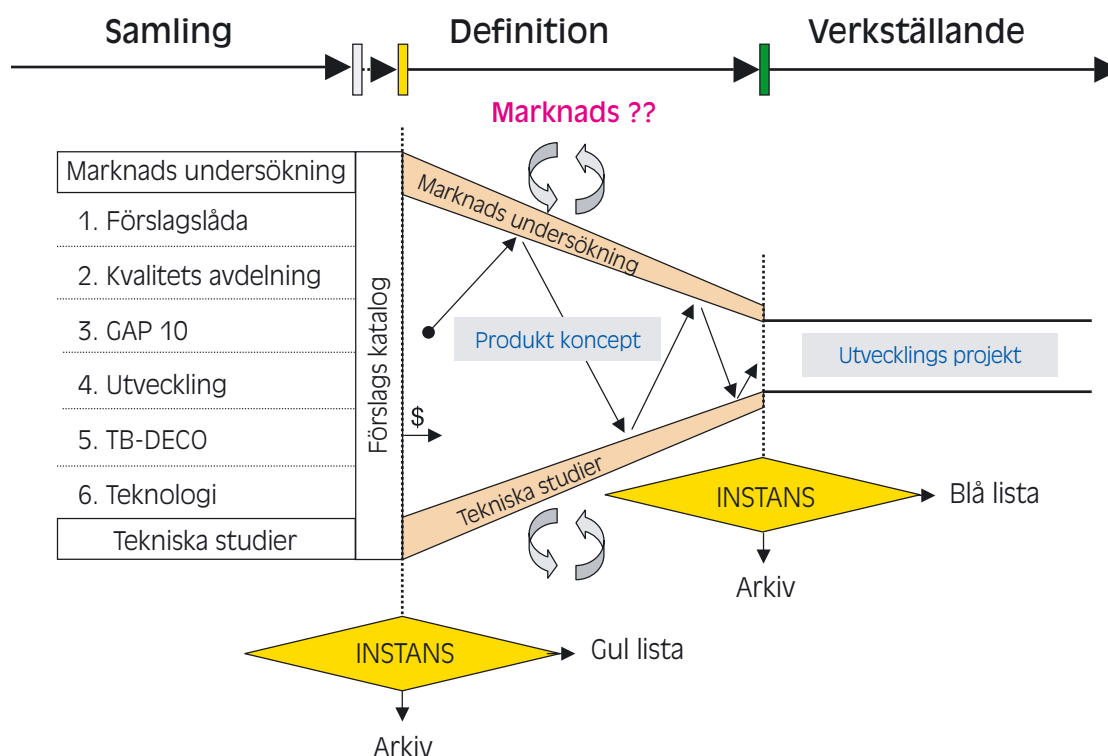 Samling
Definition
Verkställande
Marknads ??
Marknads undersökning
1. Förslagslåda
2. Kvalitets avdelning
3. GAP 10
4. Utveckling
5. TB-DECO
6. Teknologi
Tekniska studier
Förslags katalog
$
Marknads undersökning
Produkt koncept
Tekniska studier
Utvecklings projekt
INSTANS
Blå lista
Arkiv
INSTANS
Gul lista
Arkiv